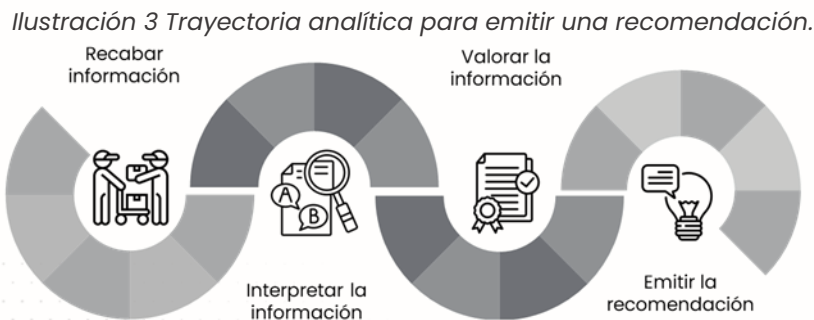 Ilustración 3 Trayectoria analítica para emitir una recomendación.
Recabar
información
Valorar la
información
A
B
Interpretar la
información
Emitir la
recomendación